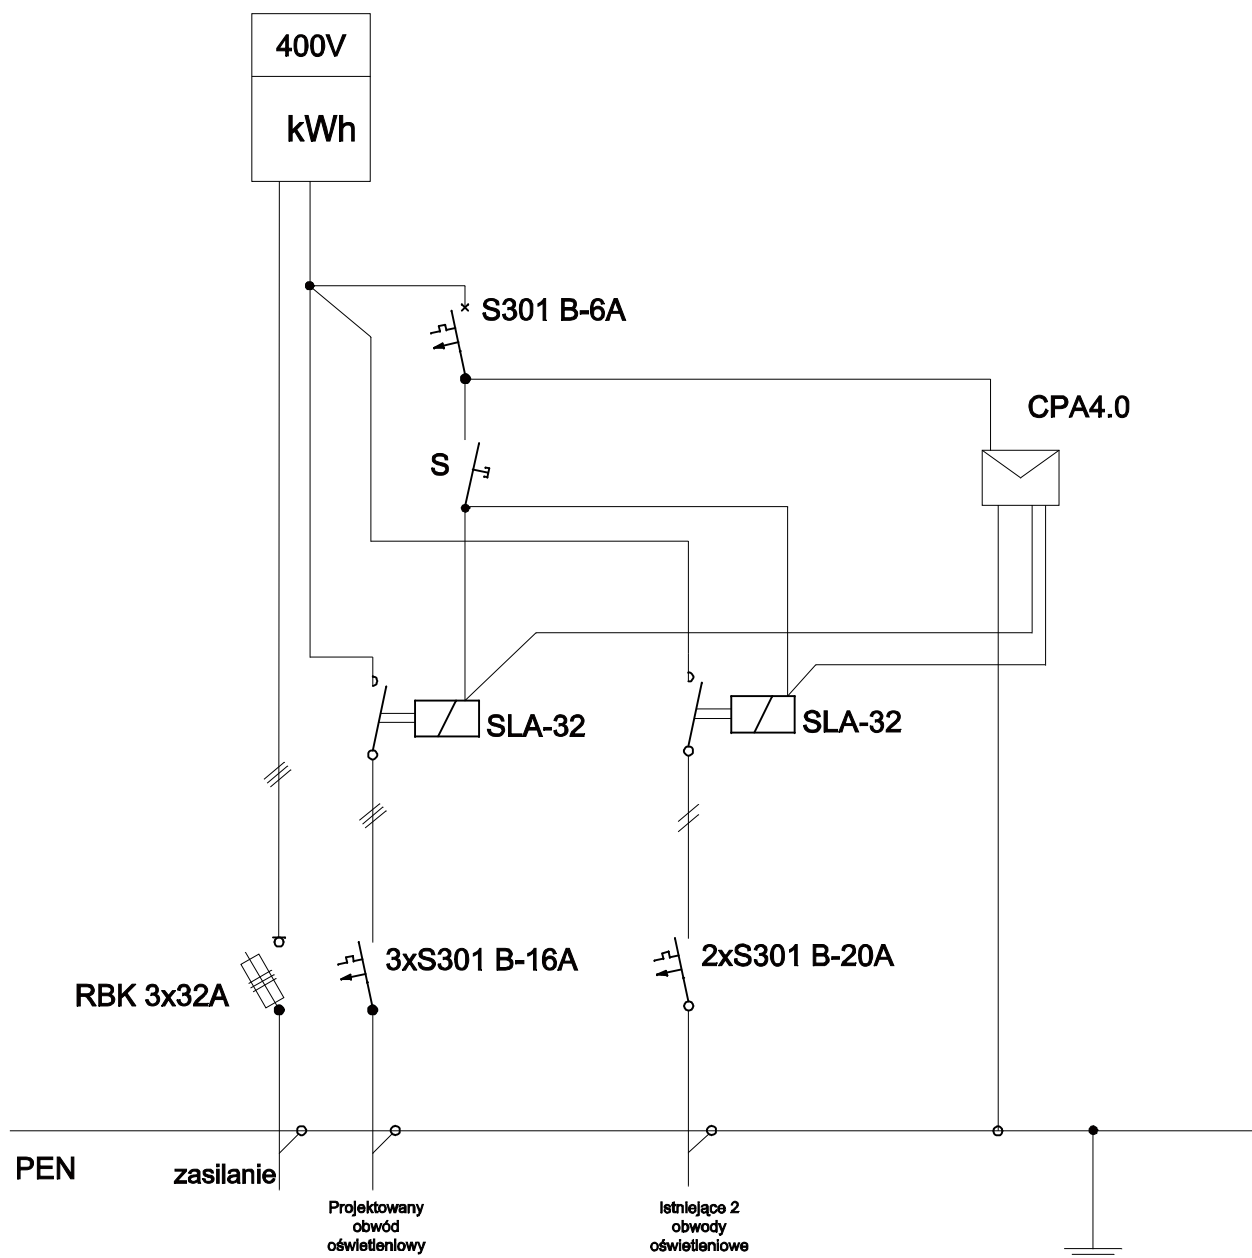 400V
kWh
S301 B-6A
CPA4.0
S
SLA-32
SLA-32
3xS301 B-16A
2xS301 B-20A
RBK 3x32A
PEN
zasilanie
Projektowany
obwód
oświetleniowy
Istniejące 2
obwody
oświetleniowe